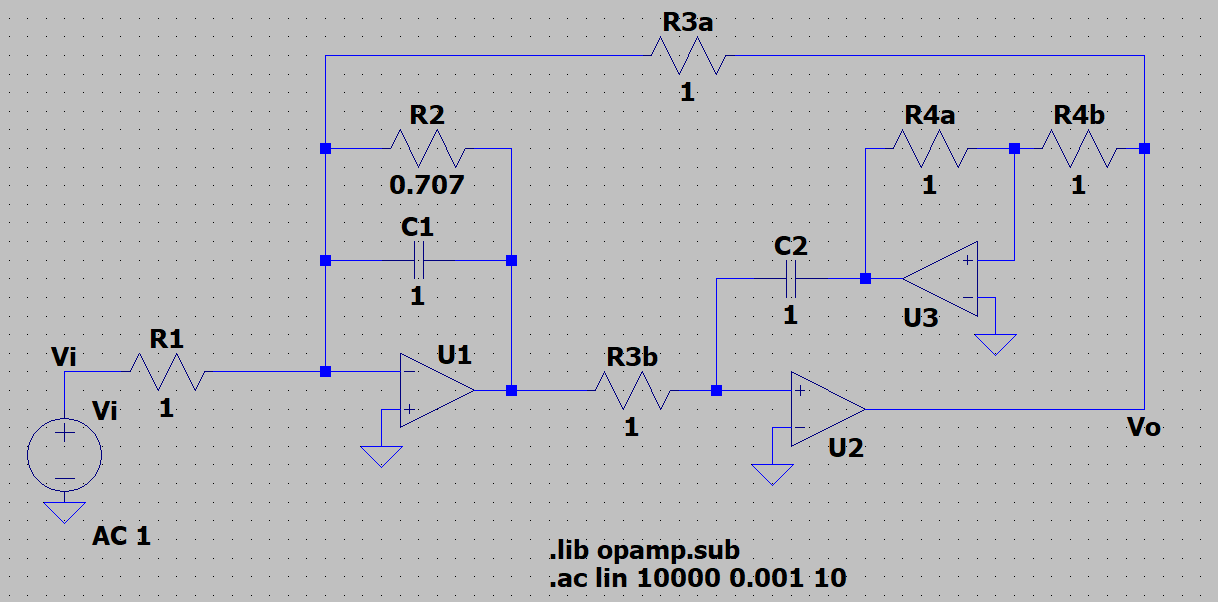 R3a
1
R2
0.707
R4a
R4b
1
1
C1
1
C2
1
+
−
U3
Vi
R1
1
Vi
+
−
−
+
U1
R3b
1
+
−
U2
Vo
AC 1
.lib opamp.sub
.ac lin 10000 0.001 10